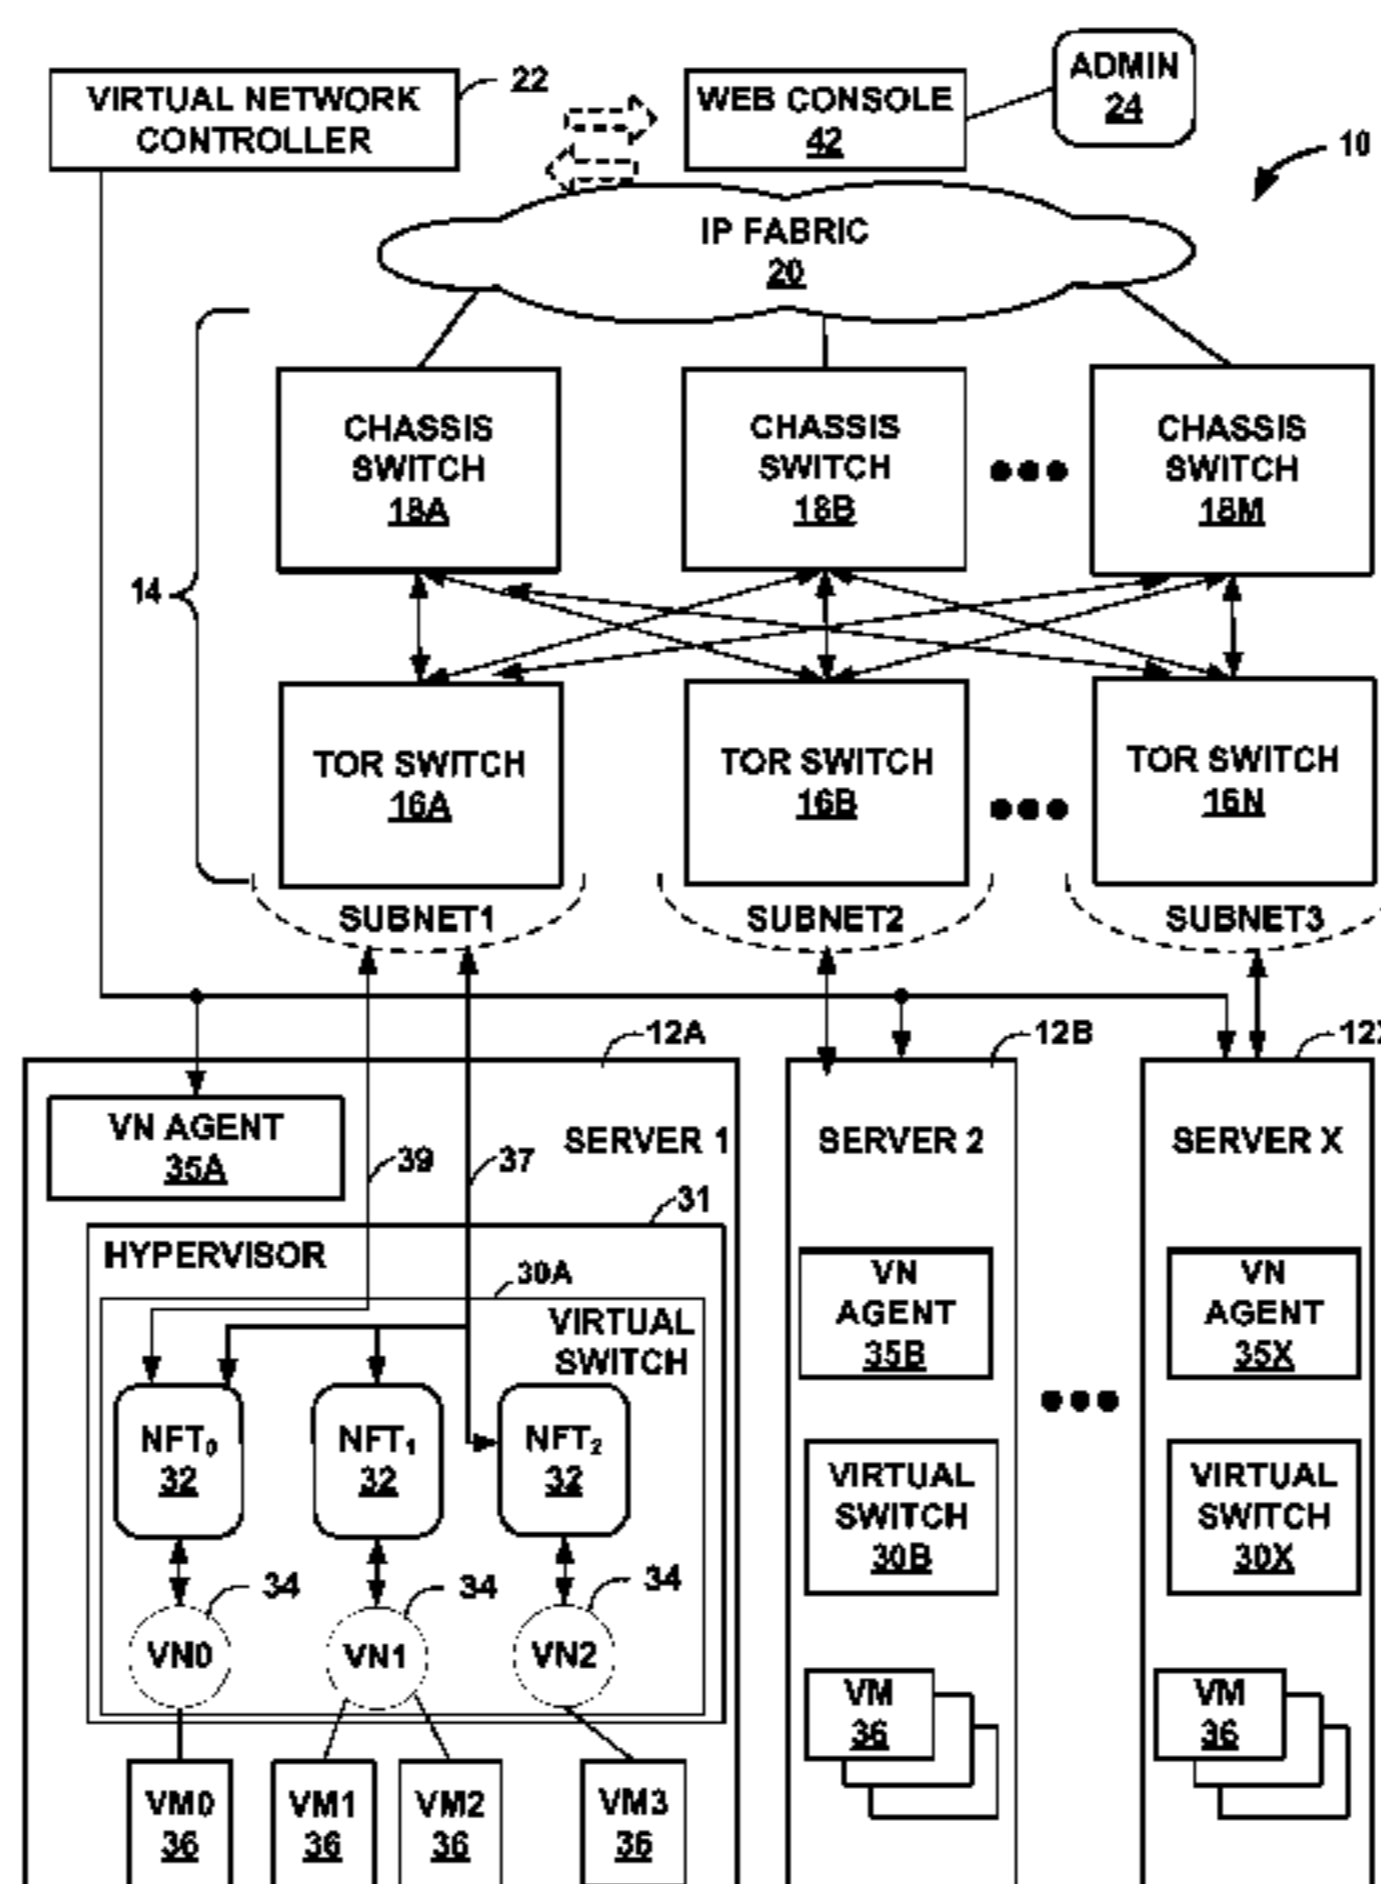 VIRTUAL NETWORK
CONTROLLER
22
WEB CONSOLE
42
ADMIN
24
10
IP FABRIC
20
14
CHASSIS
SWITCH
18A
CHASSIS
SWITCH
18B
CHASSIS
SWITCH
18M
TOR SWITCH
16A
TOR SWITCH
16B
TOR SWITCH
16N
SUBNET1
SUBNET2
SUBNET3
12A
12B
VN AGENT
35A
39
37
SERVER 1
31
HYPERVISOR
30A
VIRTUAL
SWITCH
NFT₀
32
NFT₁
32
NFT₂
32
34
34
34
VN0
VN1
VN2
VM0
36
VM1
36
VM2
36
VM3
36
SERVER 2
VN
AGENT
35B
VIRTUAL
SWITCH
30B
VM
36
SERVER X
VN
AGENT
35X
VIRTUAL
SWITCH
30X
VM
36